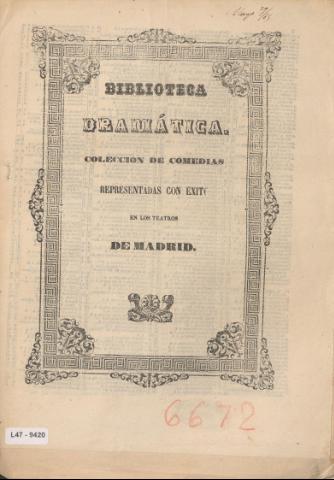 BIBLIOTECA
DRAMÁTICA.
COLECCION DE COMEDIAS
REPRESENTADAS CON EXITO
EN LOS TEATROS
DE MADRID.
6672
L47 - 9420